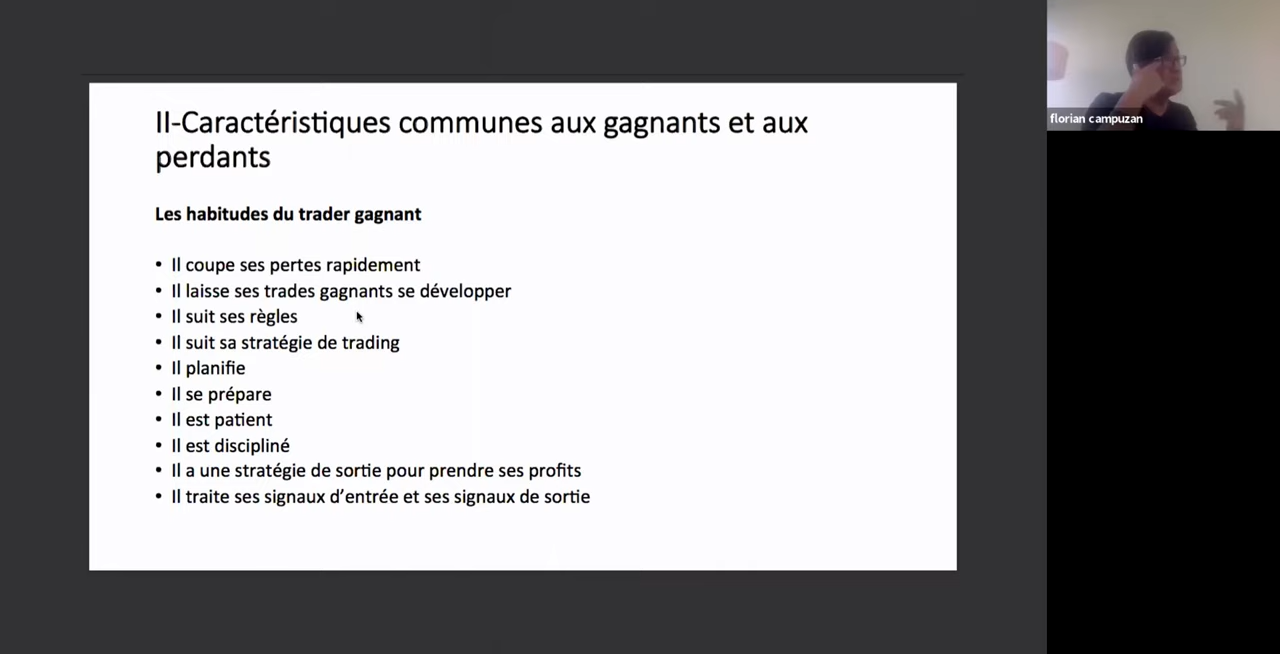 II-Caractéristiques communes aux gagnants et aux
perdants
Les habitudes du trader gagnant
• Il coupe ses pertes rapidement
• Il laisse ses trades gagnants se développer
• Il suit ses règles
• Il suit sa stratégie de trading
• Il planifie
• Il se prépare
• Il est patient
• Il est discipliné
• Il a une stratégie de sortie pour prendre ses profits
• Il traite ses signaux d’entrée et ses signaux de sortie
florian campuzan